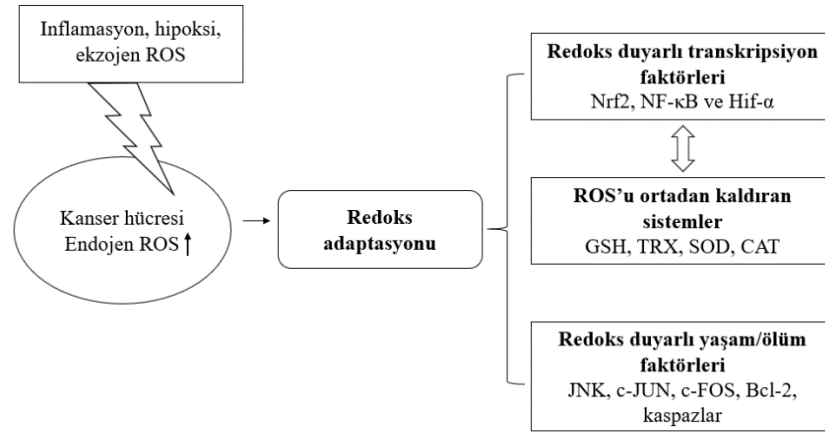 İnflamasyon, hipoksi,
ekzojen ROS
Kanser hücresi
Endojen ROS
Redoks
adaptasyonu
Redoks duyarlı transkripsiyon
faktörleri
Nrf2, NF-κB ve Hif-α
ROS’u ortadan kaldıran
sistemler
GSH, TRX, SOD, CAT
Redoks duyarlı yaşam/ölüm
faktörleri
JNK, c-JUN, c-FOS, Bcl-2,
kaspazlar